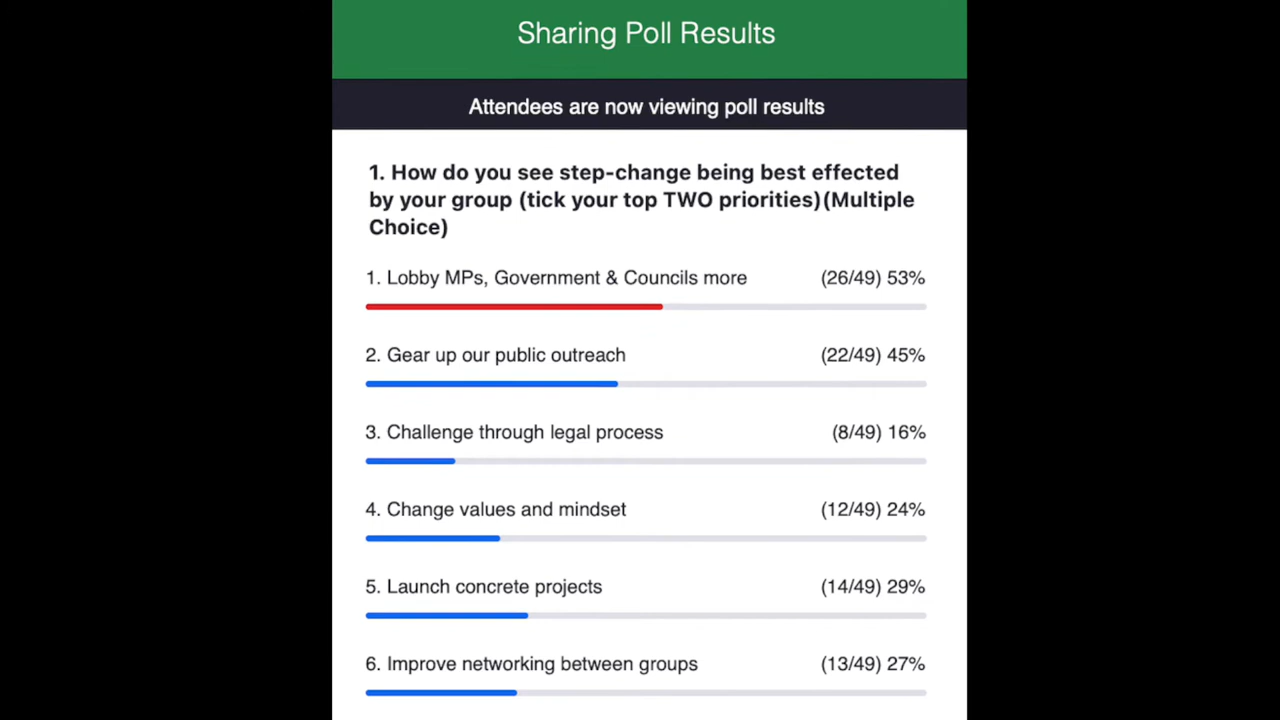 Sharing Poll Results
Attendees are now viewing poll results
1. How do you see step-change being best effected
by your group (tick your top TWO priorities)(Multiple
Choice)
1. Lobby MPs, Government & Councils more (26/49) 53%
2. Gear up our public outreach (22/49) 45%
3. Challenge through legal process (8/49) 16%
4. Change values and mindset (12/49) 24%
5. Launch concrete projects (14/49) 29%
6. Improve networking between groups (13/49) 27%